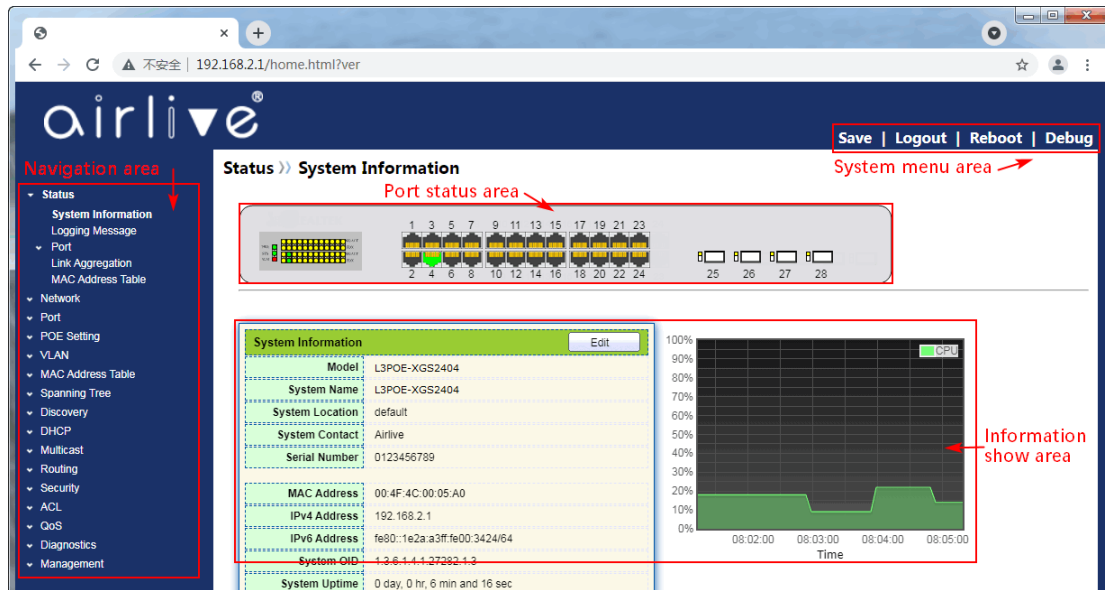 不安全 | 192.168.2.1/home.html?ver
airlive®
Save | Logout | Reboot | Debug
Navigation area
Status 》 System Information
System menu area
Port status area
Status
System Information
Logging Message
Port
Link Aggregation
MAC Address Table
Network
Port
POE Setting
VLAN
MAC Address Table
Spanning Tree
Discovery
DHCP
Multicast
Routing
Security
ACL
QoS
Diagnostics
Management
1 3 5 7 9 11 13 15 17 19 21 23
2 4 6 8 10 12 14 16 18 20 22 24
25 26 27 28
System Information Edit
Model L3POE-XGS2404
System Name L3POE-XGS2404
System Location default
System Contact Airlive
Serial Number 0123456789
MAC Address 00:4F:4C:00:05:A0
IPv4 Address 192.168.2.1
IPv6 Address fe80::1e2a:a3ff:fe00:3424/64
System OID 1.3.6.1.4.1.27282.1.3
System Uptime 0 day, 0 hr, 6 min and 16 sec
CPU
100%
90%
80%
70%
60%
50%
40%
30%
20%
10%
0%
08:02:00 08:03:00 08:04:00 08:05:00
Time
Information
show area